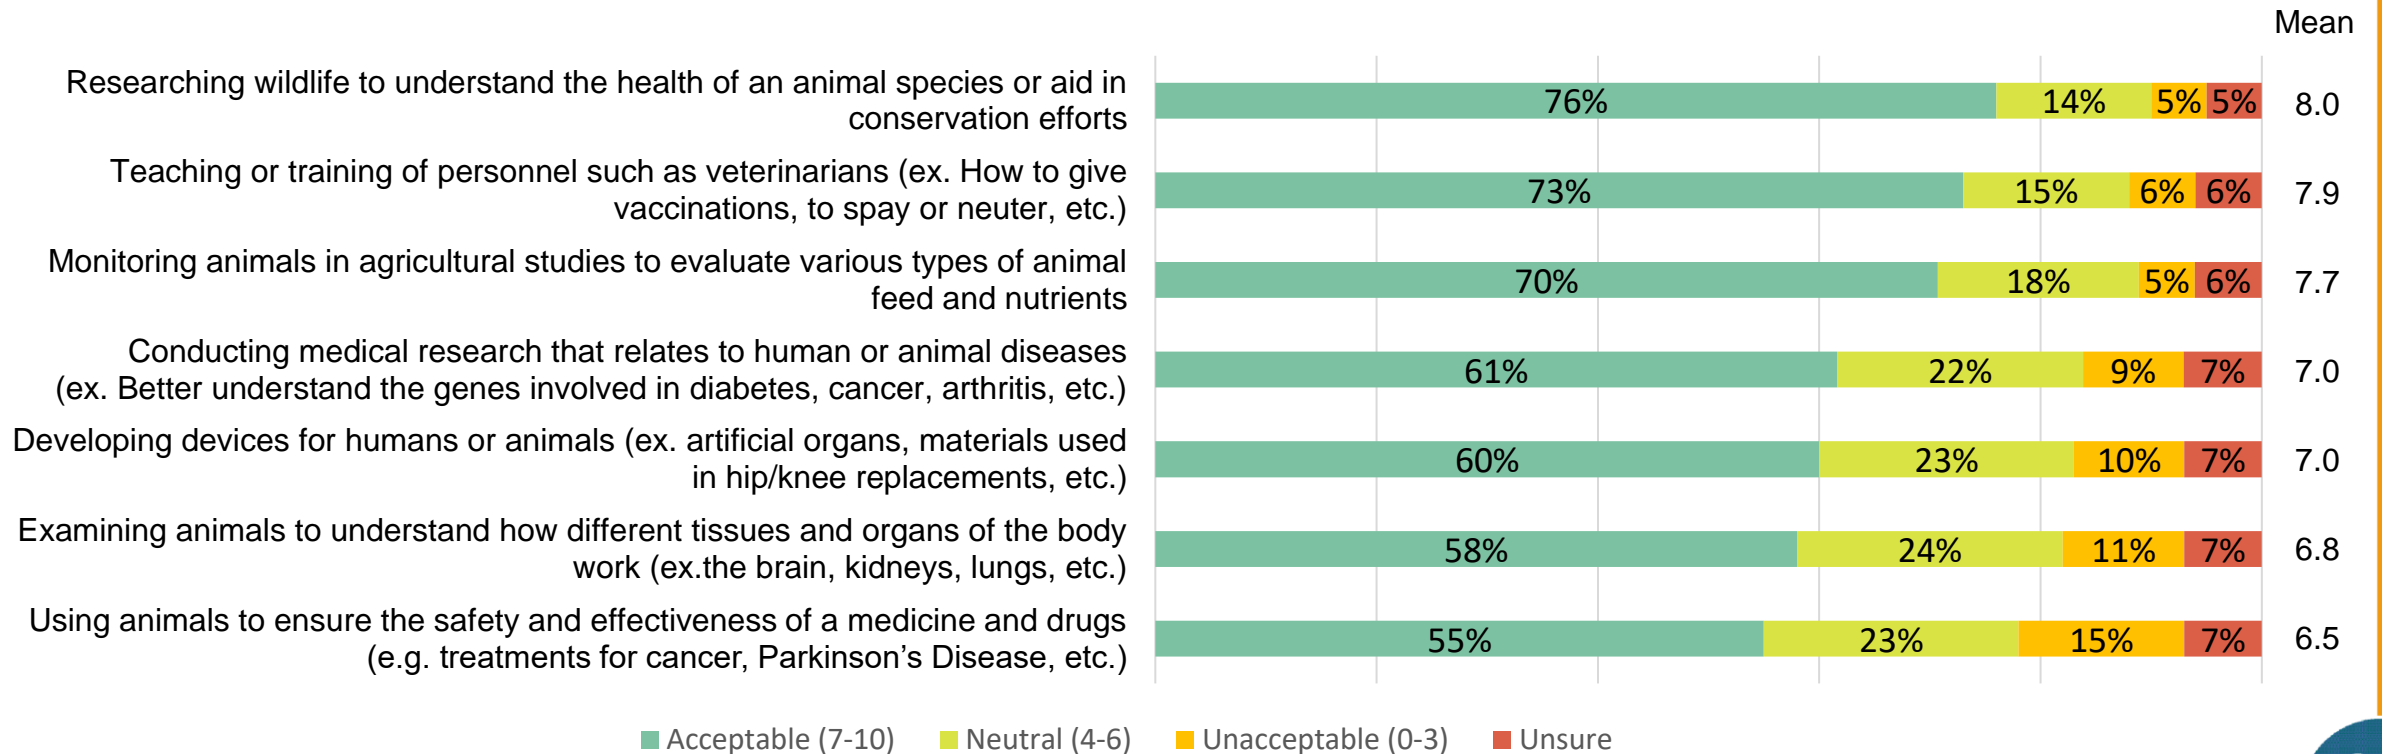 Mean
Researching wildlife to understand the health of an animal species or aid in
conservation efforts
76% 14% 5% 5% 8.0
Teaching or training of personnel such as veterinarians (ex. How to give
vaccinations, to spay or neuter, etc.)
73% 15% 6% 6% 7.9
Monitoring animals in agricultural studies to evaluate various types of animal
feed and nutrients
70% 18% 5% 6% 7.7
Conducting medical research that relates to human or animal diseases
(ex. Better understand the genes involved in diabetes, cancer, arthritis, etc.)
61% 22% 9% 7% 7.0
Developing devices for humans or animals (ex. artificial organs, materials used
in hip/knee replacements, etc.)
60% 23% 10% 7% 7.0
Examining animals to understand how different tissues and organs of the body
work (ex.the brain, kidneys, lungs, etc.)
58% 24% 11% 7% 6.8
Using animals to ensure the safety and effectiveness of a medicine and drugs
(e.g. treatments for cancer, Parkinson’s Disease, etc.)
55% 23% 15% 7% 6.5
Acceptable (7-10) Neutral (4-6) Unacceptable (0-3) Unsure